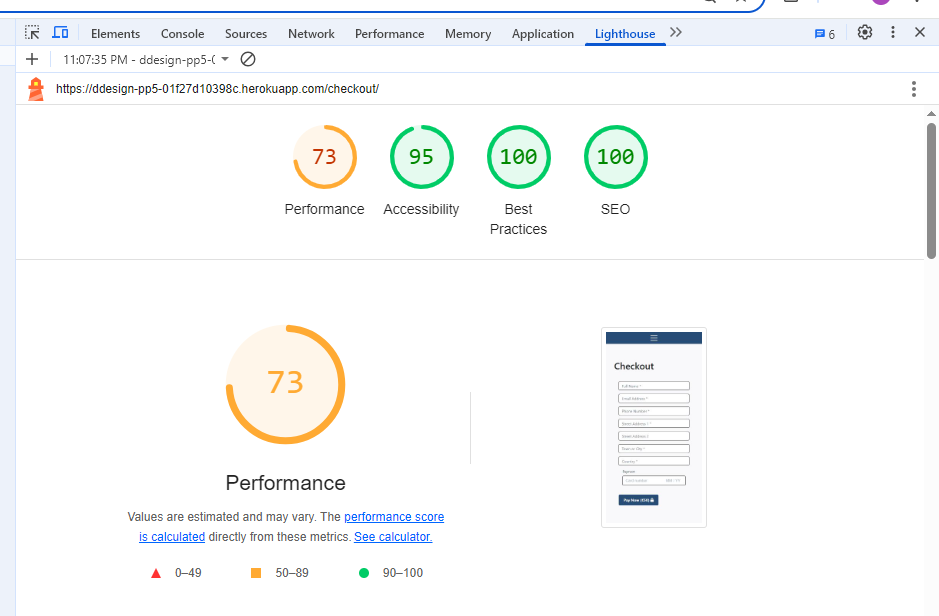 Elements Console Sources Network Performance Memory Application Lighthouse 6
11:07:35 PM - ddesign-pp5-0
https://ddesign-pp5-01f27d10398c.herokuapp.com/checkout/
73 95 100 100
Performance Accessibility Best Practices SEO
73
Performance
Values are estimated and may vary. The performance score
is calculated directly from these metrics. See calculator.
0–49 50–89 90–100
Checkout
Full Name *
Email Address *
Phone Number *
Street Address 1 *
Street Address 2
Town or City *
Country *
Payment
Card number MM / YY